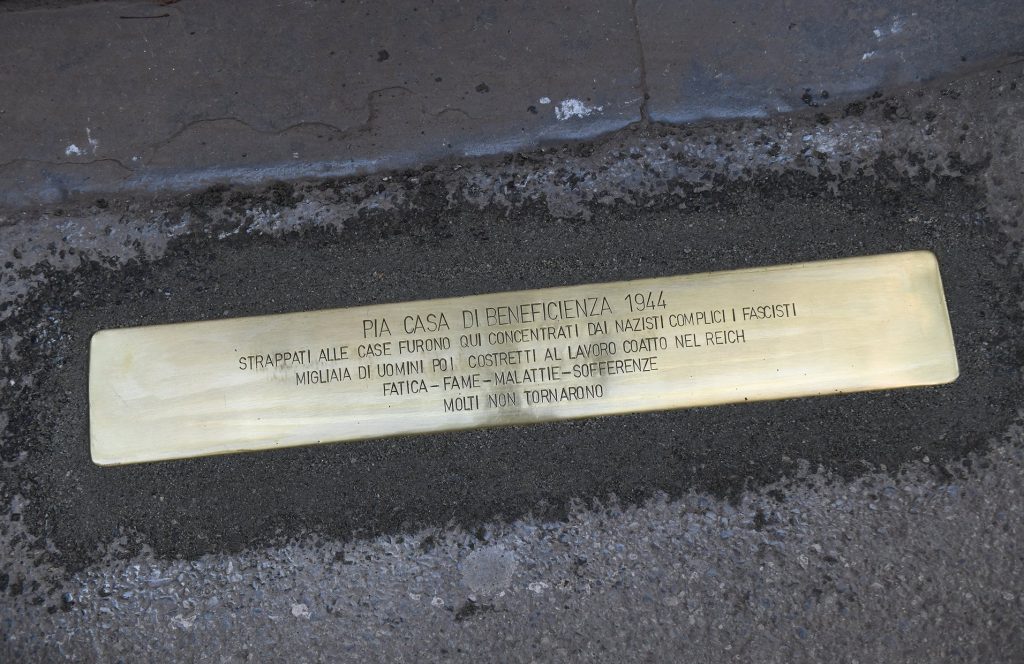 PIA CASA DI BENEFICIENZA 1944
STRAPPATI ALLE CASE FURONO QUI CONCENTRATI DAI NAZISTI COMPLICI I FASCISTI
MIGLIAIA DI UOMINI POI COSTRETTI AL LAVORO COATTO NEL REICH
FATICA - FAME - MALATTIE - SOFFERENZE
MOLTI NON TORNARONO